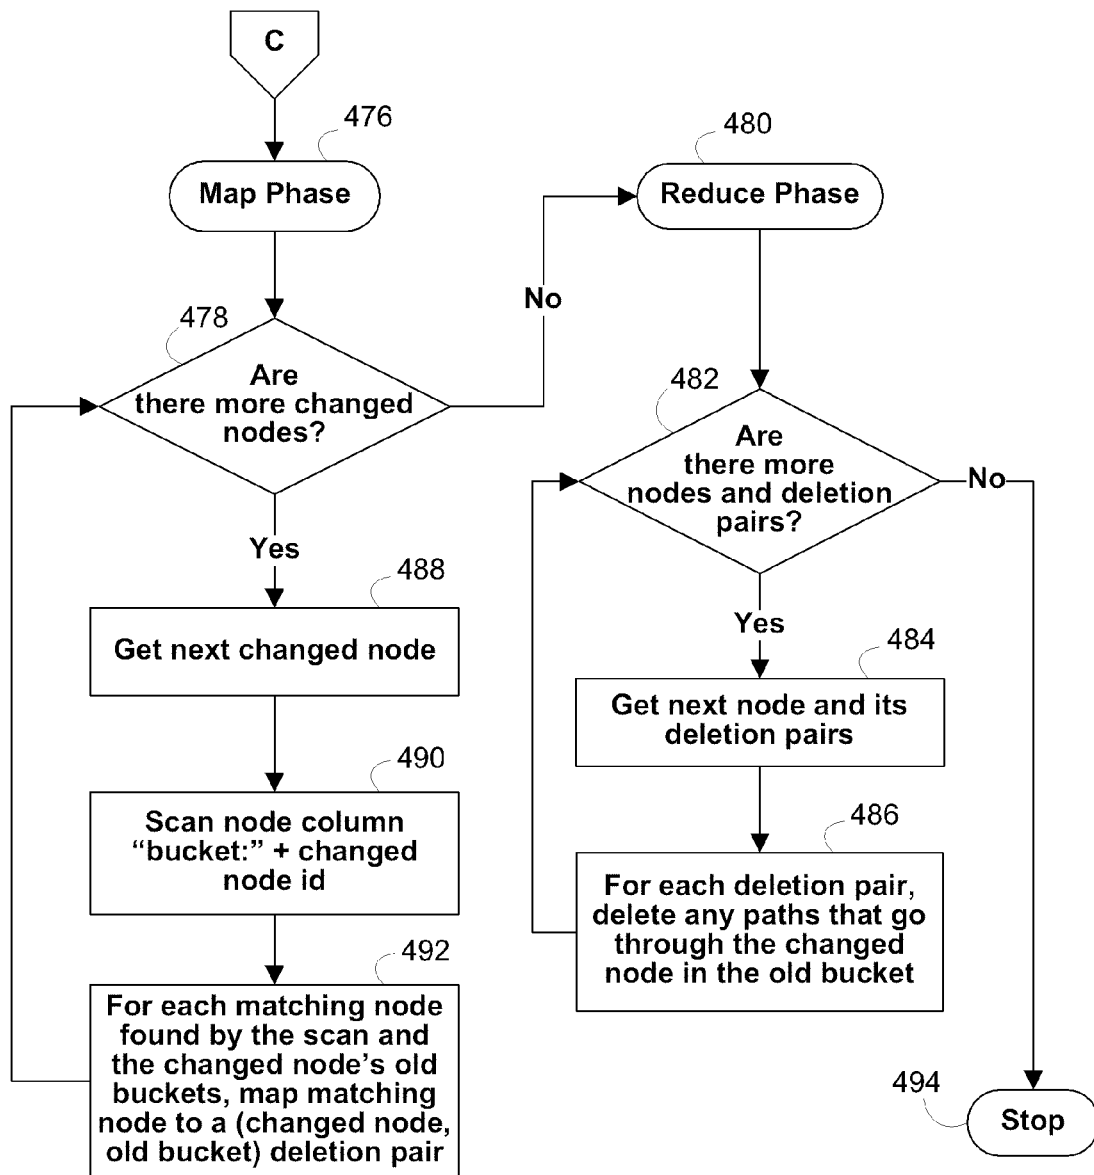 C
476
Map Phase
478
Are
there more changed
nodes?
No
Yes
488
Get next changed node
490
Scan node column
“bucket:” + changed
node id
492
For each matching node
found by the scan and
the changed node’s old
buckets, map matching
node to a (changed node,
old bucket) deletion pair
480
Reduce Phase
482
Are
there more
nodes and deletion
pairs?
No
Yes
484
Get next node and its
deletion pairs
486
For each deletion pair,
delete any paths that go
through the changed
node in the old bucket
494
Stop